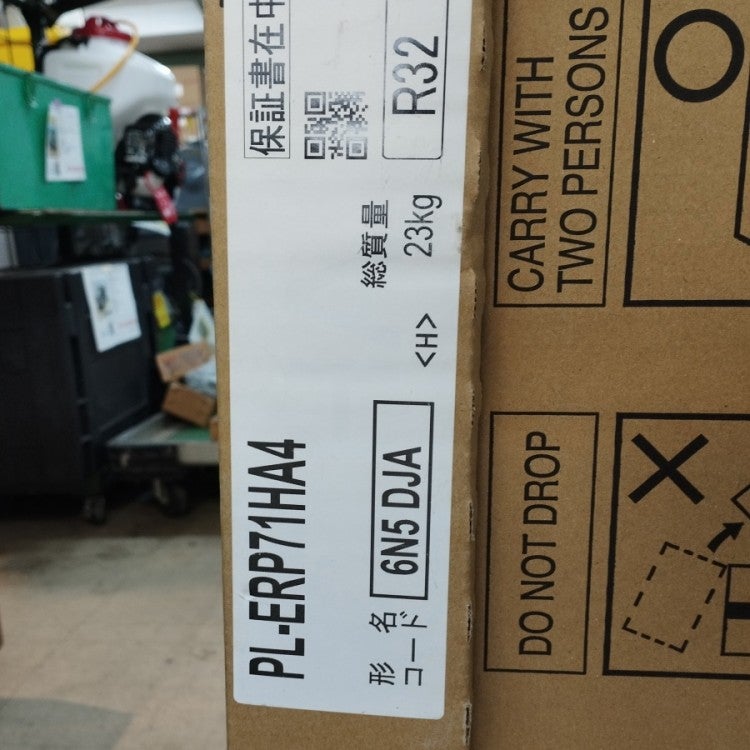 PL-ERP71HA4
形名
コード
6N5 DJA
<H>
総質量
23kg
保証書在中
R32
DO NOT DROP
CARRY WITH
TWO PERSONS